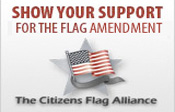 SHOW YOUR SUPPORT
FOR THE FLAG AMENDMENT
The Citizens Flag Alliance